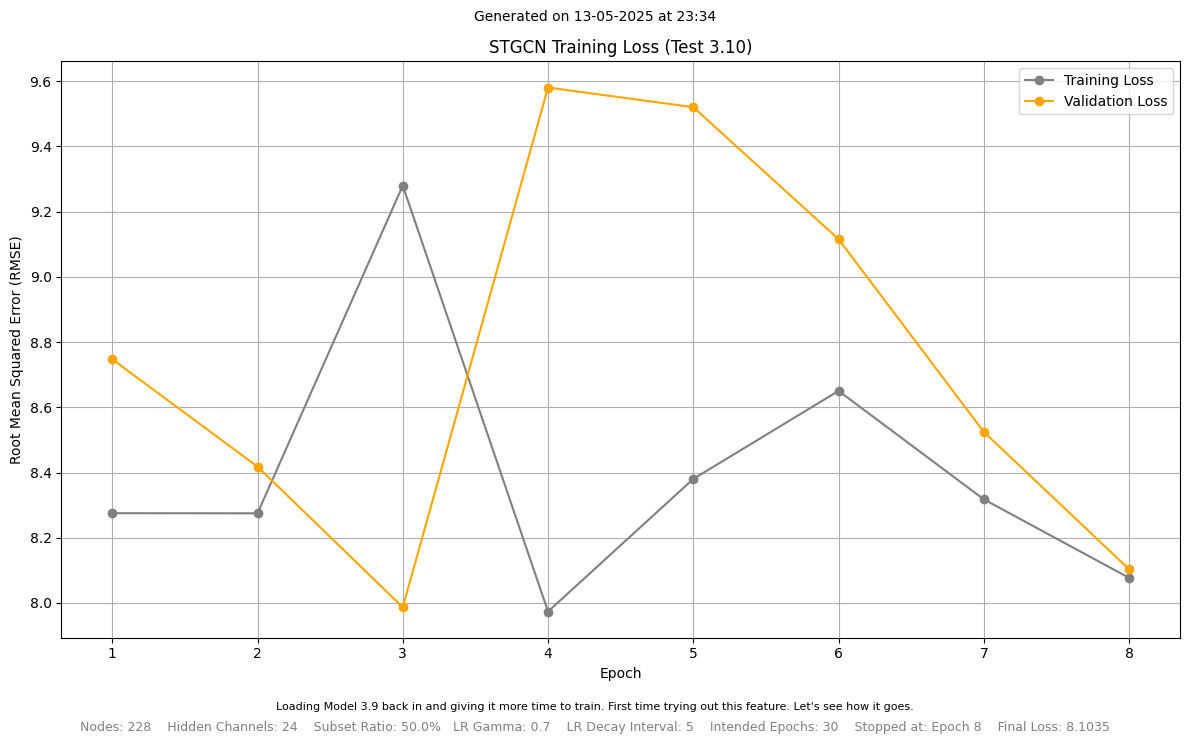 Generated on 13-05-2025 at 23:34
STGCN Training Loss (Test 3.10)
Training Loss
Validation Loss
Root Mean Squared Error (RMSE)
9.6
9.4
9.2
9.0
8.8
8.6
8.4
8.2
8.0
1 2 3 4 5 6 7 8
Epoch
Loading Model 3.9 back in and giving it more time to train. First time trying out this feature. Let's see how it goes.
Nodes: 228 Hidden Channels: 24 Subset Ratio: 50.0% LR Gamma: 0.7 LR Decay Interval: 5 Intended Epochs: 30 Stopped at: Epoch 8 Final Loss: 8.1035